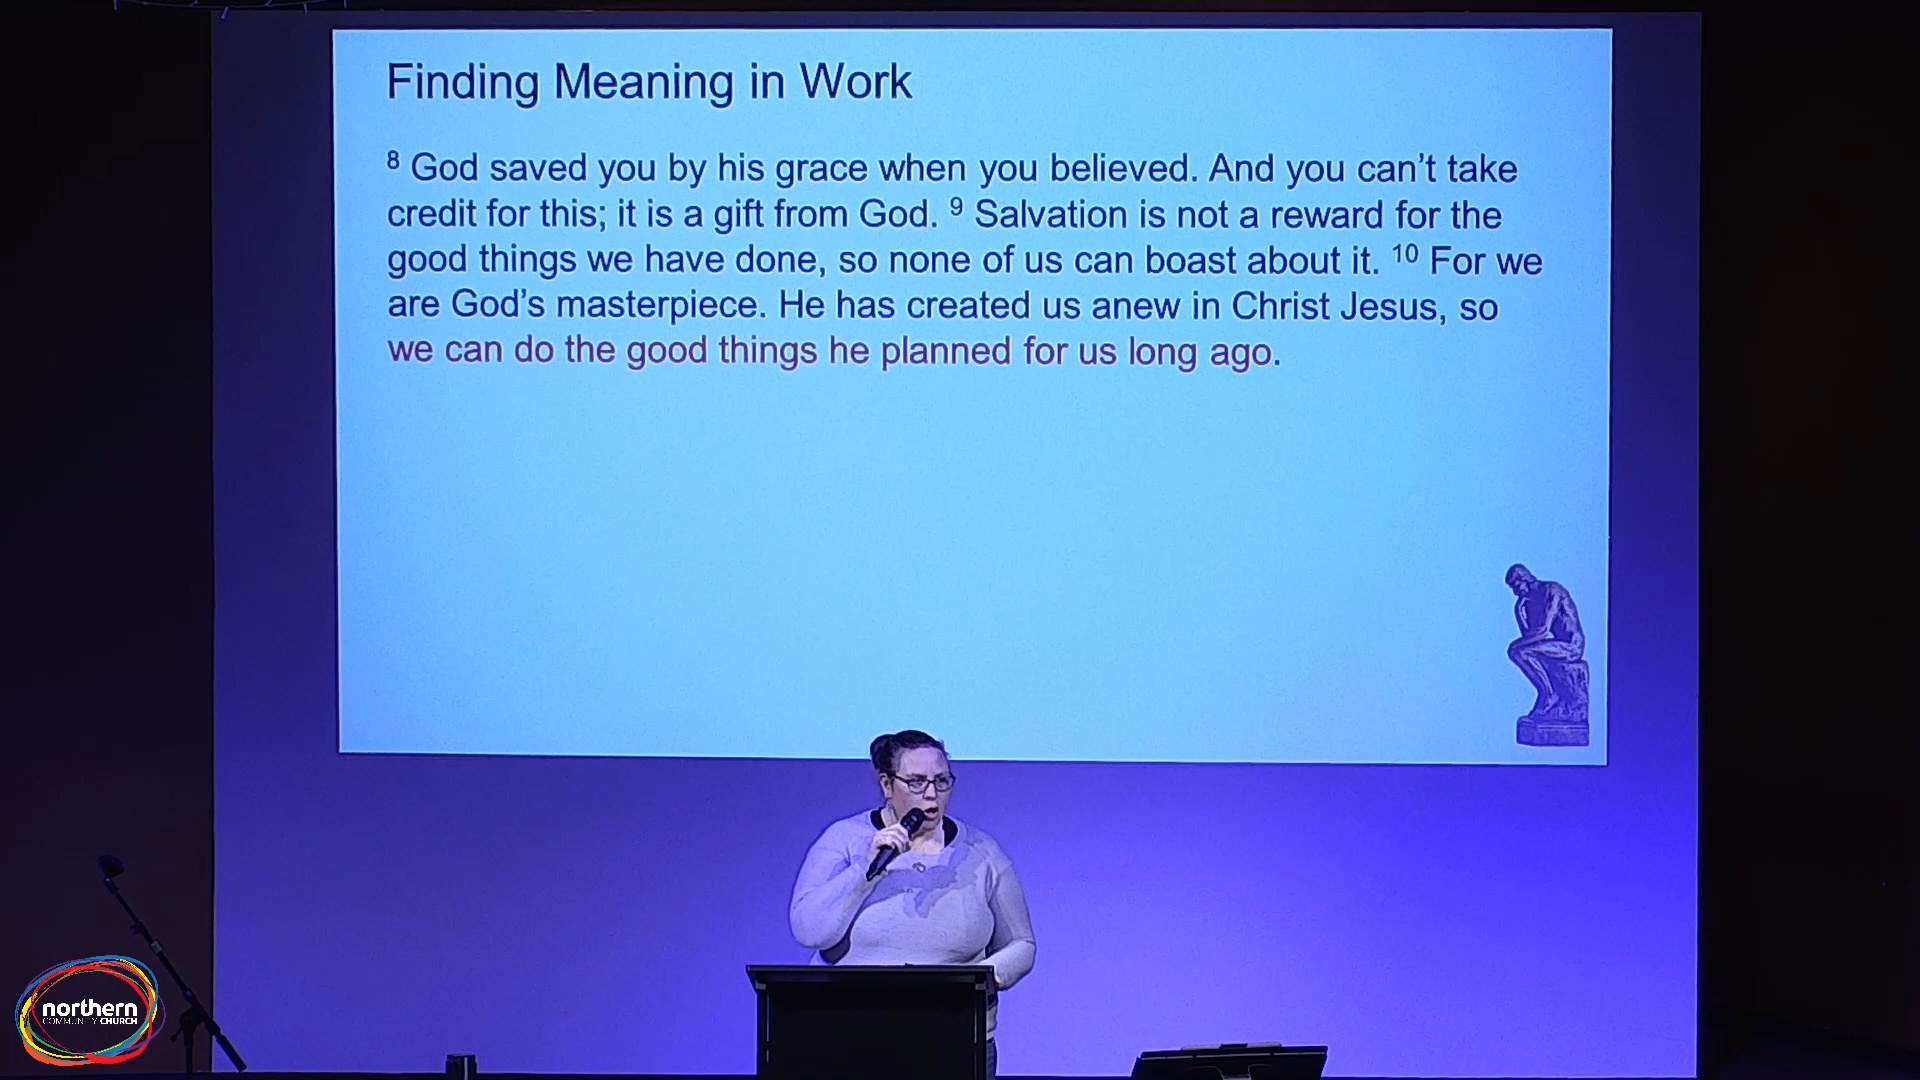 Finding Meaning in Work
⁸ God saved you by his grace when you believed. And you can’t take
credit for this; it is a gift from God. ⁹ Salvation is not a reward for the
good things we have done, so none of us can boast about it. ¹⁰ For we
are God’s masterpiece. He has created us anew in Christ Jesus, so
we can do the good things he planned for us long ago.
northern
COMMUNITY CHURCH